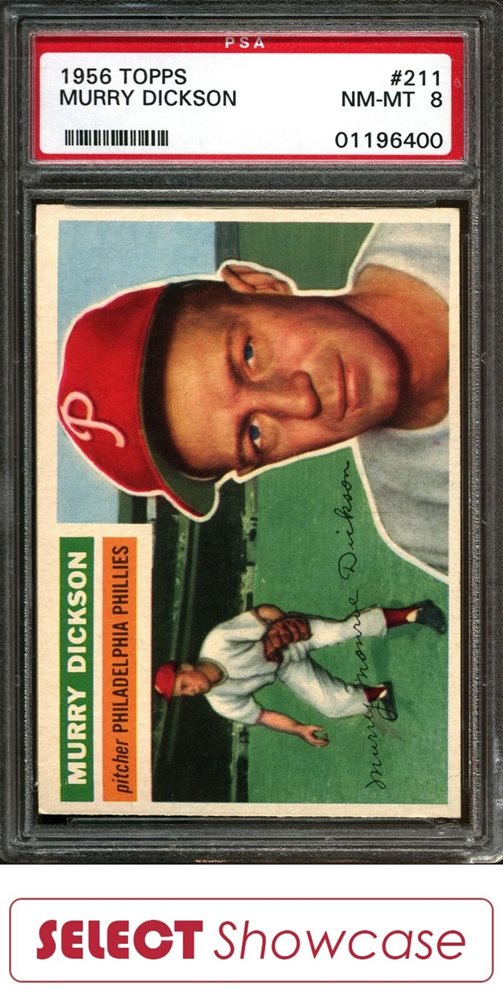 PSA
1956 TOPPS #211
MURRY DICKSON NM-MT 8
01196400
P
MURRY DICKSON
pitcher PHILADELPHIA PHILLIES
Murry Monroe Dickson
SELECT Showcase